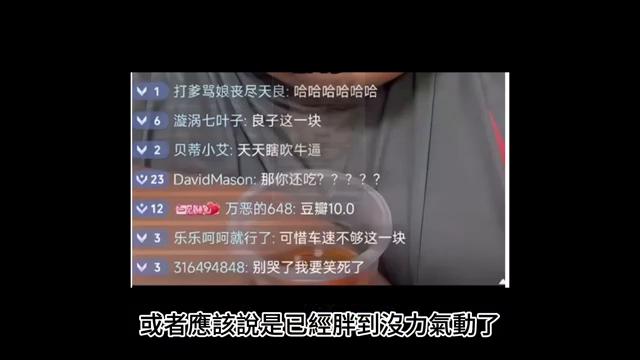 1 打爹骂娘丧尽天良: 哈哈哈哈哈哈
6 漩涡七叶子: 良子这一块
2 贝蒂小艾: 天天瞎吹牛逼
23 DavidMason: 那你还吃? ? ? ? ?
12 万恶的648: 豆瓣10.0
3 乐乐呵呵就行了: 可惜车速不够这一块
3 316494848: 别哭了我要笑死了
或者應該說是已經胖到沒力氣動了